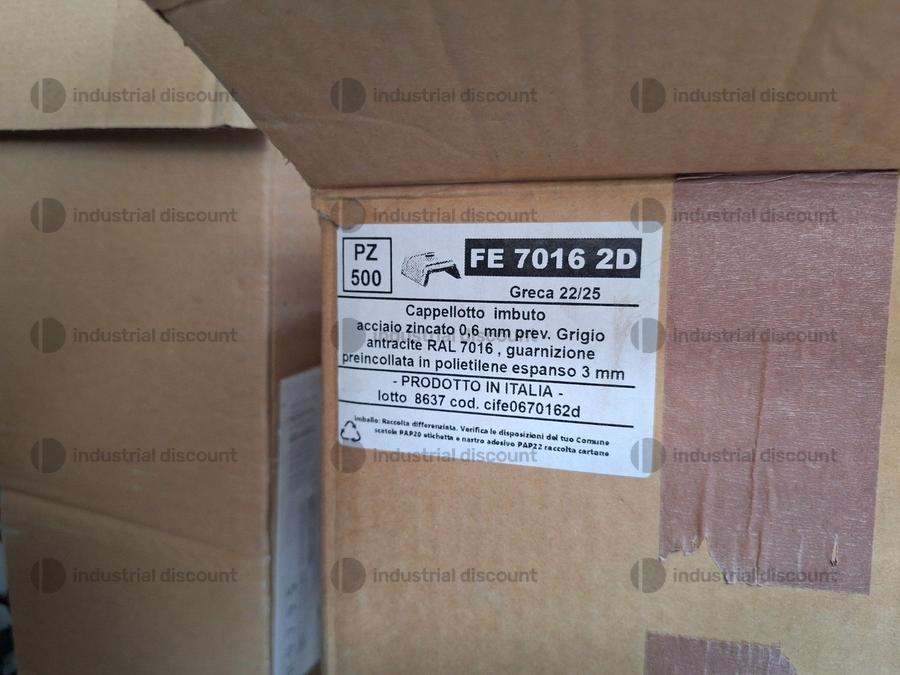 PZ
500
FE 7016 2D
Greca 22/25
Cappellotto imbuto
acciaio zincato 0,6 mm prev. Grigio
antracite RAL 7016 , guarnizione
preincollata in polietilene espanso 3 mm
- PRODOTTO IN ITALIA -
lotto 8637 cod. cife0670162d
imballo: Raccolta differenziata. Verifica le disposizioni del tuo Comune
scatola PAP20 etichetta e nastro adesivo PAP22 raccolta cartone
industrial discount industrial discount industrial discount
industrial discount industrial discount industrial discount
industrial discount industrial discount industrial discount
industrial discount industrial discount industrial discount
industrial discount industrial discount industrial discount